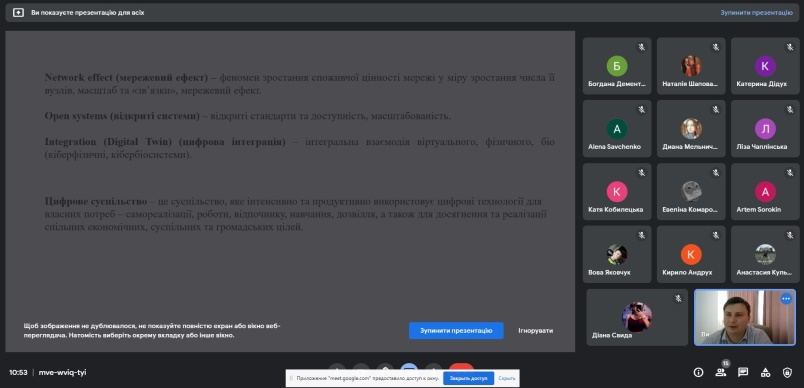 Ви показуєте презентацію для всіх
Зупинити презентацію
Network effect (мережевий ефект) – феномен зростання споживчої цінності мережі у міру зростання числа її
вузлів, масштаб та «зв’язки», мережевий ефект.
Open systems (відкриті системи) – відкриті стандарти та доступність, масштабованість.
Integration (Digital Twin) (цифрова інтеграція) – інтегральна взаємодія віртуального, фізичного, біо
(кіберфізичні, кібербіосистеми).
Цифрове суспільство – це суспільство, яке інтенсивно та продуктивно використовує цифрові технології для
власних потреб – самореалізації, роботи, відпочинку, навчання, дозвілля, а також для досягнення та реалізації
спільних економічних, суспільних та громадських цілей.
Щоб зображення не дублювалося, не показуйте повністю екран або вікно веб-
переглядача. Натомість виберіть окрему вкладку або інше вікно.
Зупинити презентацію
Ігнорувати
Б
Богдана Демент...
Наталія Шапова...
К
Катерина Дідух
A
Alena Savchenko
Диана Мельнич...
Л
Ліза Чаплінська
К
Катя Кобилецька
Евеліна Комаро...
A
Artem Sorokin
Вова Яковчук
К
Кирило Андрух
Анастасия Куль...
Діана Свида
Ви
10:53 | mve-wviq-tyi
15
Приложение "meet.google.com" предоставило доступ к окну.
Закрыть доступ
Скрыть